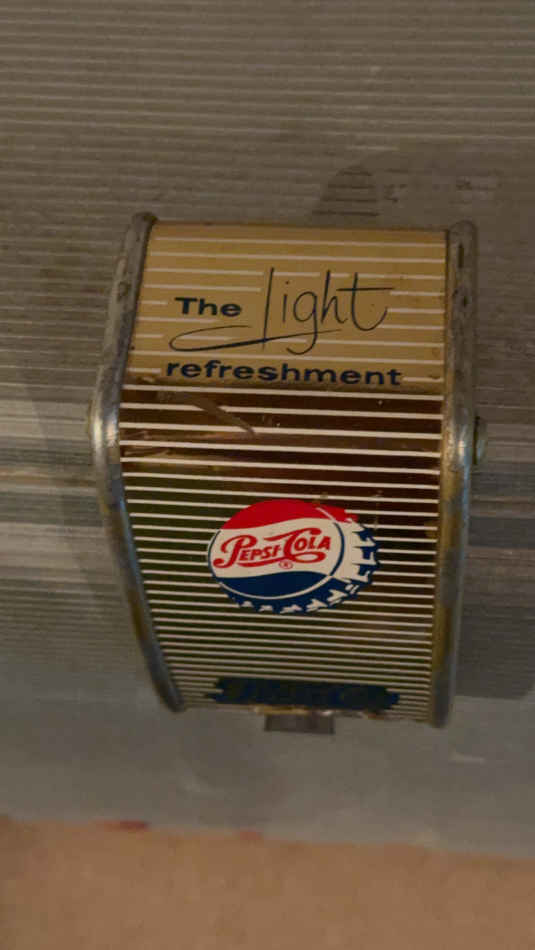 The light
refreshment
PEPSI-COLA
®